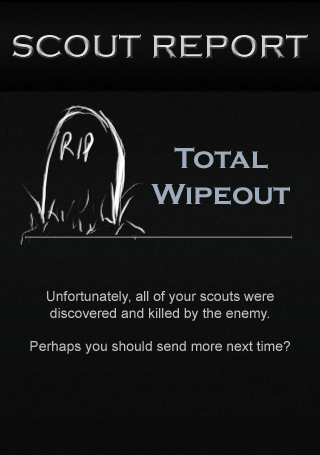 SCOUT REPORT
RIP
TOTAL
WIPEOUT
Unfortunately, all of your scouts were
discovered and killed by the enemy.
Perhaps you should send more next time?